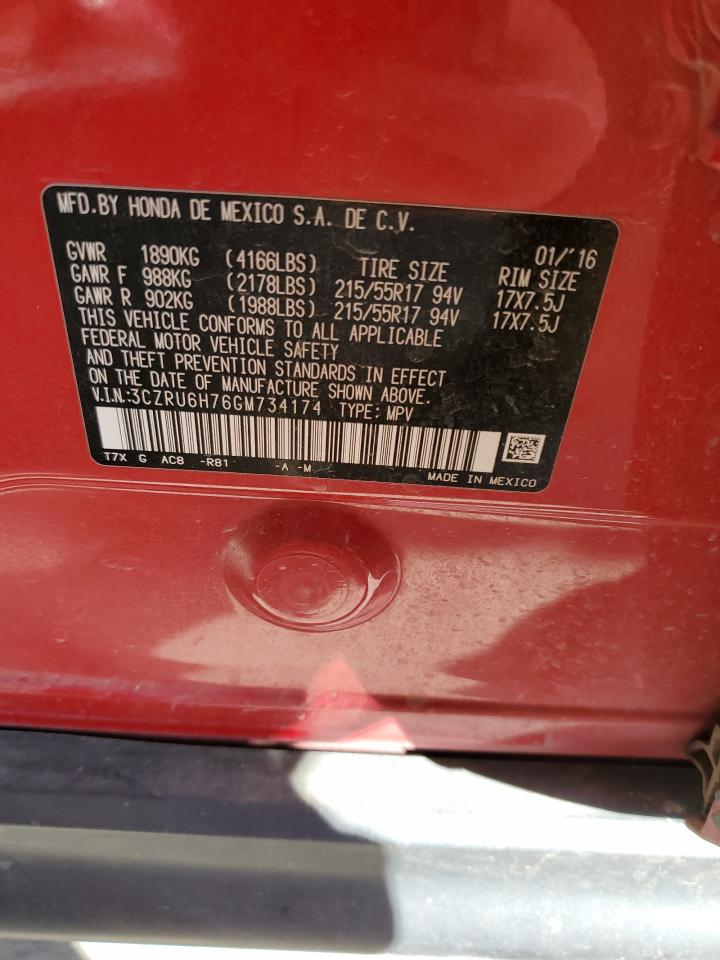 MFD.BY HONDA DE MEXICO S.A. DE C.V.
01/'16
GVWR 1890KG (4166LBS) TIRE SIZE RIM SIZE
GAWR F 988KG (2178LBS) 215/55R17 94V 17X7.5J
GAWR R 902KG (1988LBS) 215/55R17 94V 17X7.5J
THIS VEHICLE CONFORMS TO ALL APPLICABLE
FEDERAL MOTOR VEHICLE SAFETY
AND THEFT PREVENTION STANDARDS IN EFFECT
ON THE DATE OF MANUFACTURE SHOWN ABOVE.
V.I.N.:3CZRU6H76GM734174 TYPE: MPV
T7X G AC8 -R81 -A -M
MADE IN MEXICO